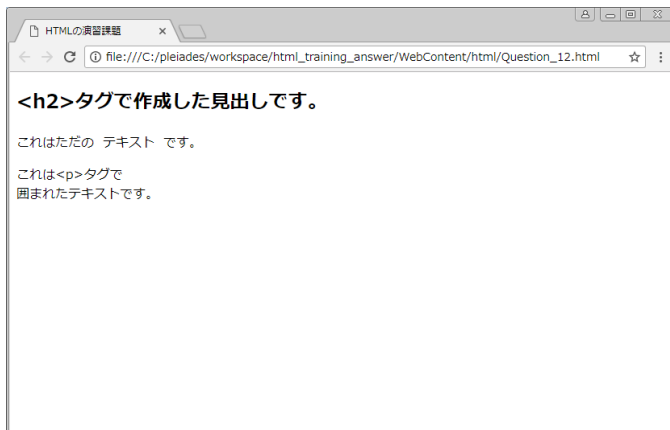 HTMLの演習課題
file:///C:/pleiades/workspace/html_training_answer/WebContent/html/Question_12.html
<h2>タグで作成した見出しです。
これはただの テキスト です。
これは<p>タグで
囲まれたテキストです。